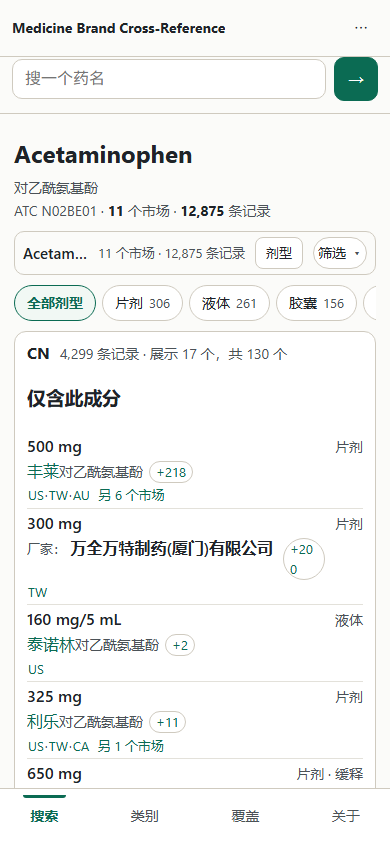 Medicine Brand Cross-Reference ···
搜一个药名 →
Acetaminophen
对乙酰氨基酚
ATC N02BE01 · 11 个市场 · 12,875 条记录
Acetam... 11 个市场 · 12,875 条记录 剂型 筛选
全部剂型 片剂 306 液体 261 胶囊 156
CN 4,299 条记录 · 展示 17 个，共 130 个
仅含此成分
500 mg 片剂
丰莱对乙酰氨基酚 +218
US·TW·AU 另 6 个市场
300 mg 片剂
厂家： 万全万特制药(厦门)有限公司 +200
TW
160 mg/5 mL 液体
泰诺林对乙酰氨基酚 +2
US
325 mg 片剂
利乐对乙酰氨基酚 +11
US·TW·CA 另 1 个市场
650 mg 片剂 · 缓释
搜索 类别 覆盖 关于